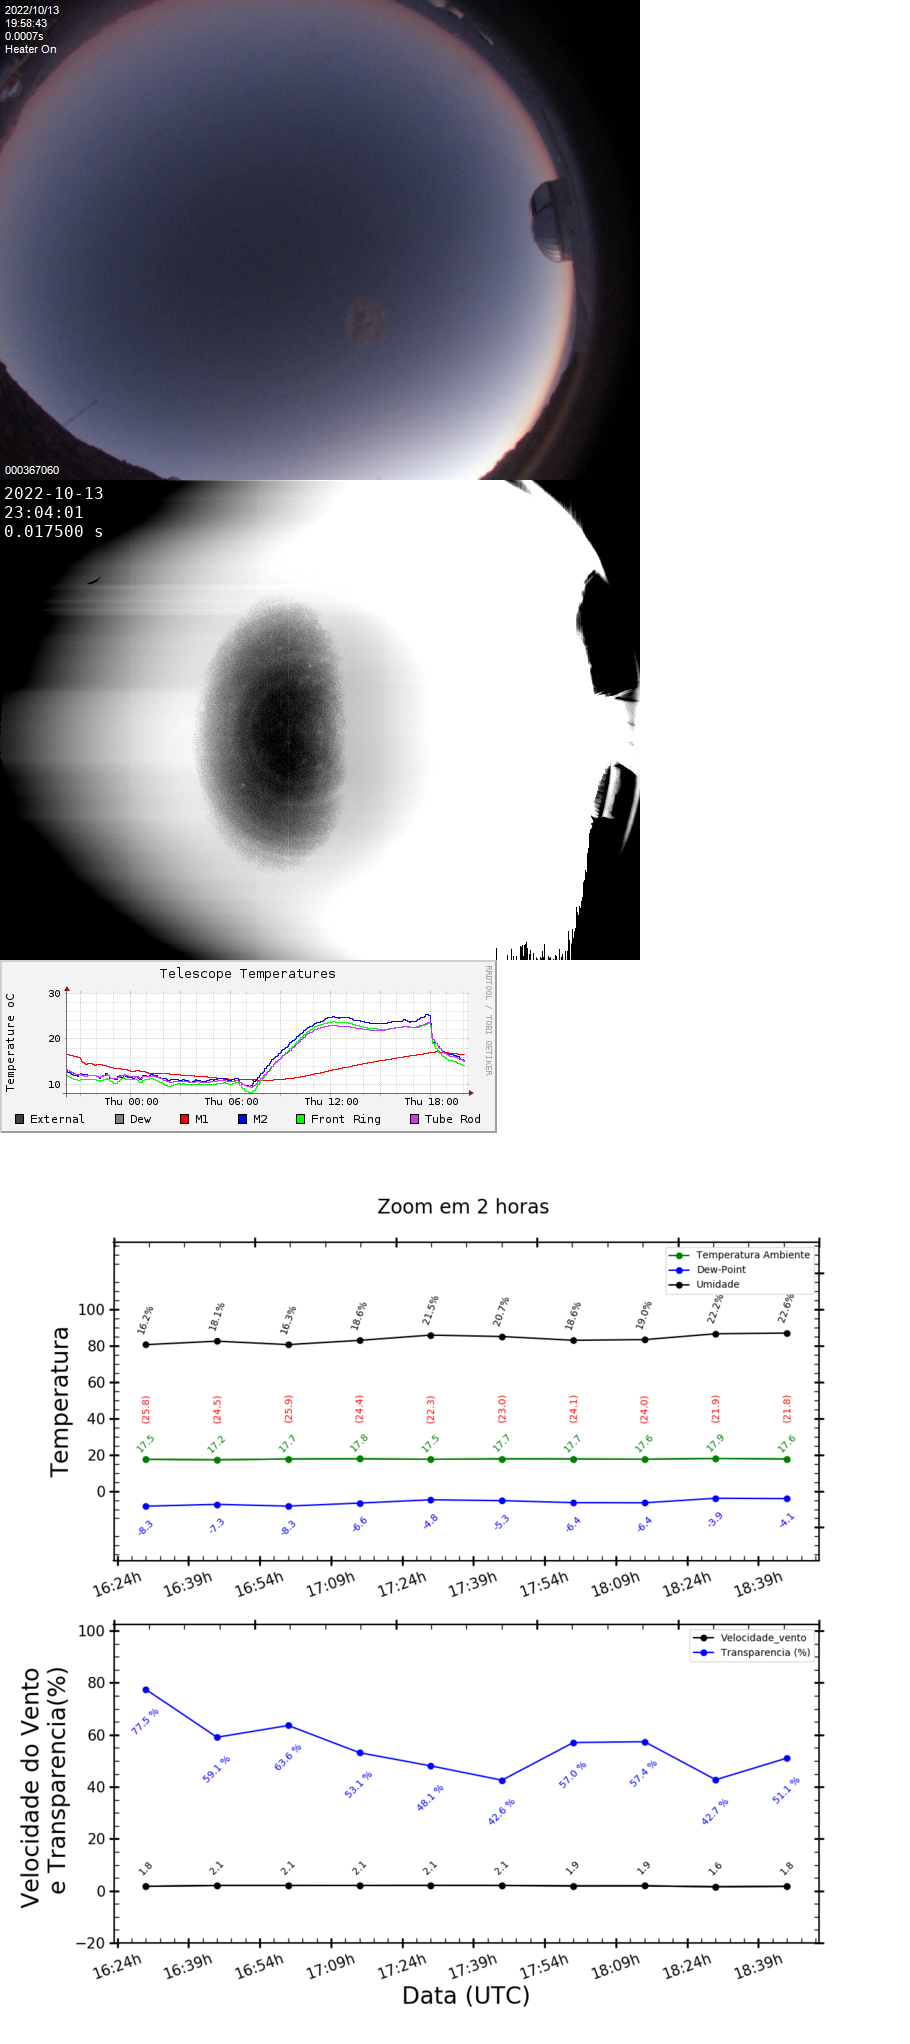 2022/10/13
19:58:43
0.0007s
Heater On
000367060
2022-10-13
23:04:01
0.017500 s
Telescope Temperatures
RRDTOOL / TOBI OETIKER
Temperature oC
30
20
10
Thu 00:00 Thu 06:00 Thu 12:00 Thu 18:00
External Dew M1 M2 Front Ring Tube Rod
Zoom em 2 horas
Temperatura Ambiente
Dew-Point
Umidade
Temperatura
100
80
60
40
20
0
16.2% 18.1% 16.3% 18.6% 21.5% 20.7% 18.6% 19.0% 22.2% 22.6%
(25.8) (24.5) (25.9) (24.4) (22.3) (23.0) (24.1) (24.0) (21.9) (21.8)
17.5 17.2 17.7 17.8 17.5 17.7 17.7 17.6 17.9 17.6
-8.3 -7.3 -8.3 -6.6 -4.8 -5.3 -6.4 -6.4 -3.9 -4.1
16:24h 16:39h 16:54h 17:09h 17:24h 17:39h 17:54h 18:09h 18:24h 18:39h
Velocidade_vento
Transparencia (%)
Velocidade do Vento
e Transparencia(%)
100
80
60
40
20
0
−20
77.5 % 59.1 % 63.6 % 53.1 % 48.1 % 42.6 % 57.0 % 57.4 % 42.7 % 51.1 %
1.8 2.1 2.1 2.1 2.1 2.1 1.9 1.9 1.6 1.8
16:24h 16:39h 16:54h 17:09h 17:24h 17:39h 17:54h 18:09h 18:24h 18:39h
Data (UTC)